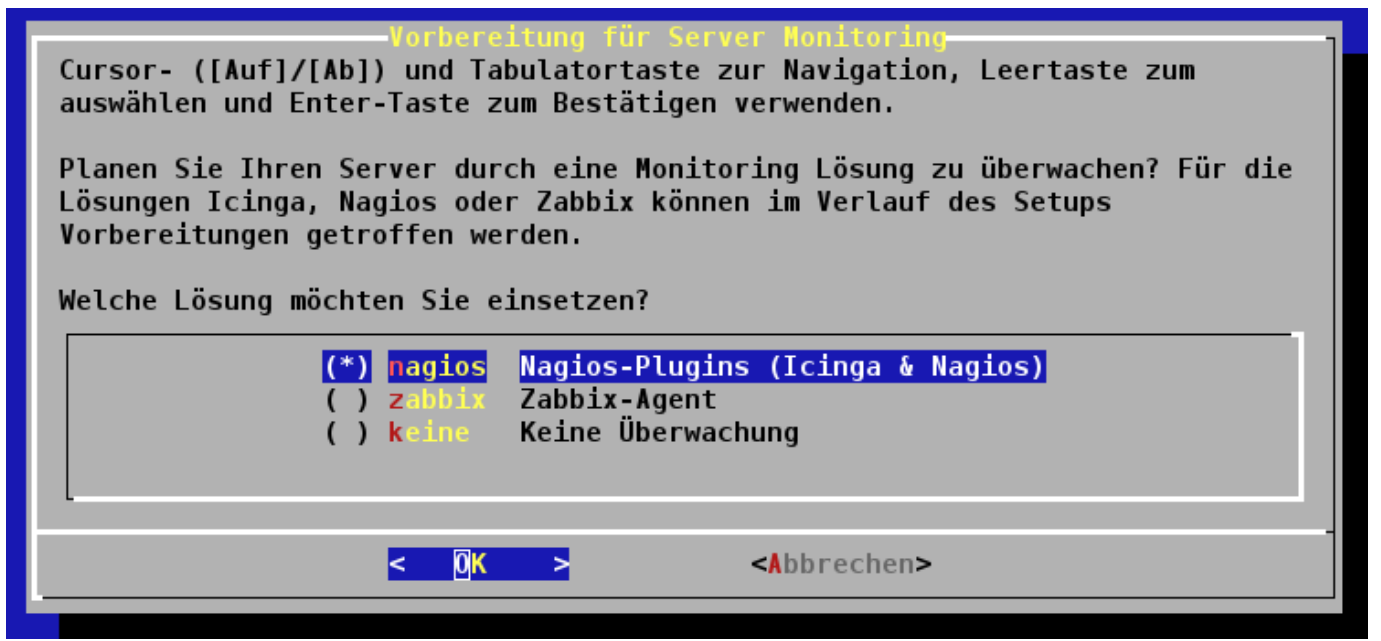 Vorbereitung für Server Monitoring
Cursor- ([Auf]/[Ab]) und Tabulatortaste zur Navigation, Leertaste zum
auswählen und Enter-Taste zum Bestätigen verwenden.
Planen Sie Ihren Server durch eine Monitoring Lösung zu überwachen? Für die
Lösungen Icinga, Nagios oder Zabbix können im Verlauf des Setups
Vorbereitungen getroffen werden.
Welche Lösung möchten Sie einsetzen?
(*) nagios Nagios-Plugins (Icinga & Nagios)
( ) zabbix Zabbix-Agent
( ) keine Keine Überwachung
< OK > <Abbrechen>